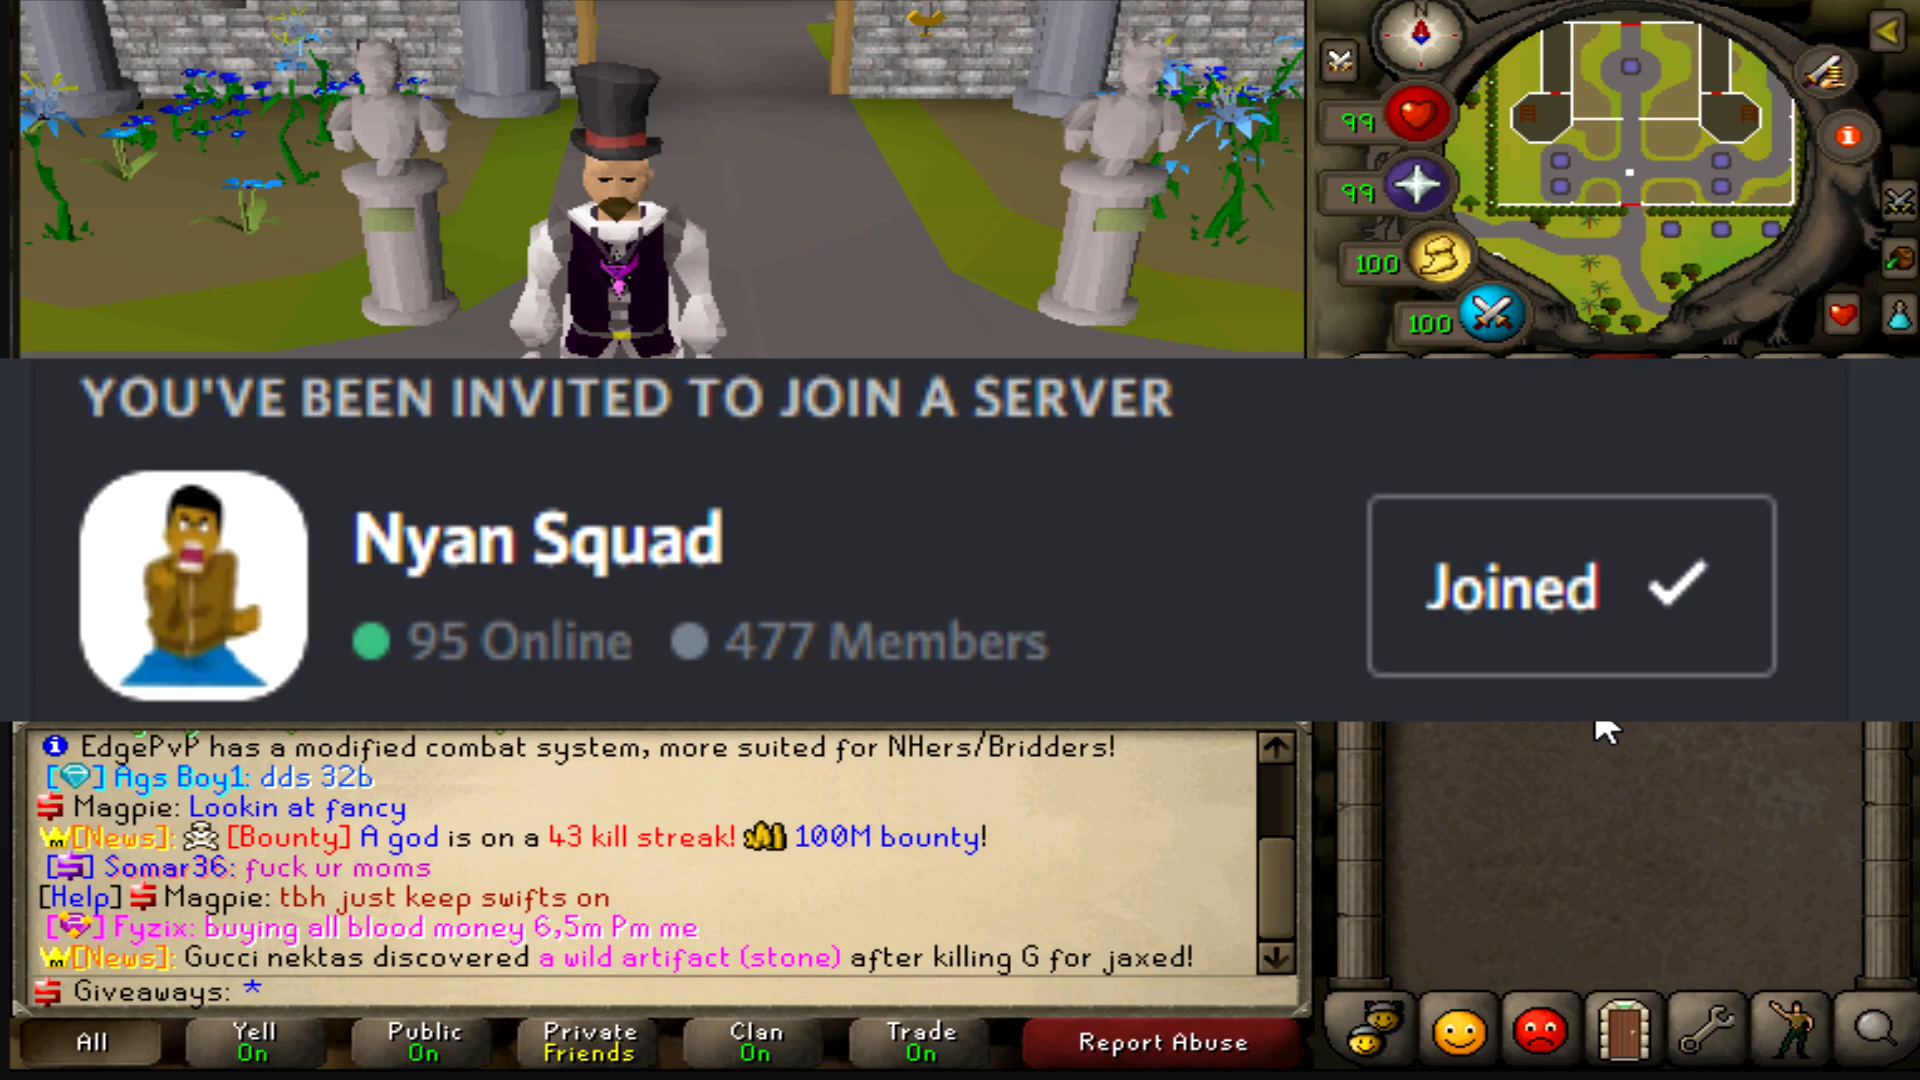 N
99
99
100
100
YOU'VE BEEN INVITED TO JOIN A SERVER
Nyan Squad
95 Online 477 Members
Joined
EdgePvP has a modified combat system, more suited for NHers/Bridders!
Ags Boy1: dds 32b
Magpie: Lookin at fancy
[News]: [Bounty] A god is on a 43 kill streak! 100M bounty!
Somar36: fuck ur moms
[Help] Magpie: tbh just keep swifts on
Fyzix: buying all blood money 6,5m Pm me
[News]: Gucci nektas discovered a wild artifact (stone) after killing G for jaxed!
Giveaways: *
All
Yell
On
Public
On
Private
Friends
Clan
On
Trade
On
Report Abuse